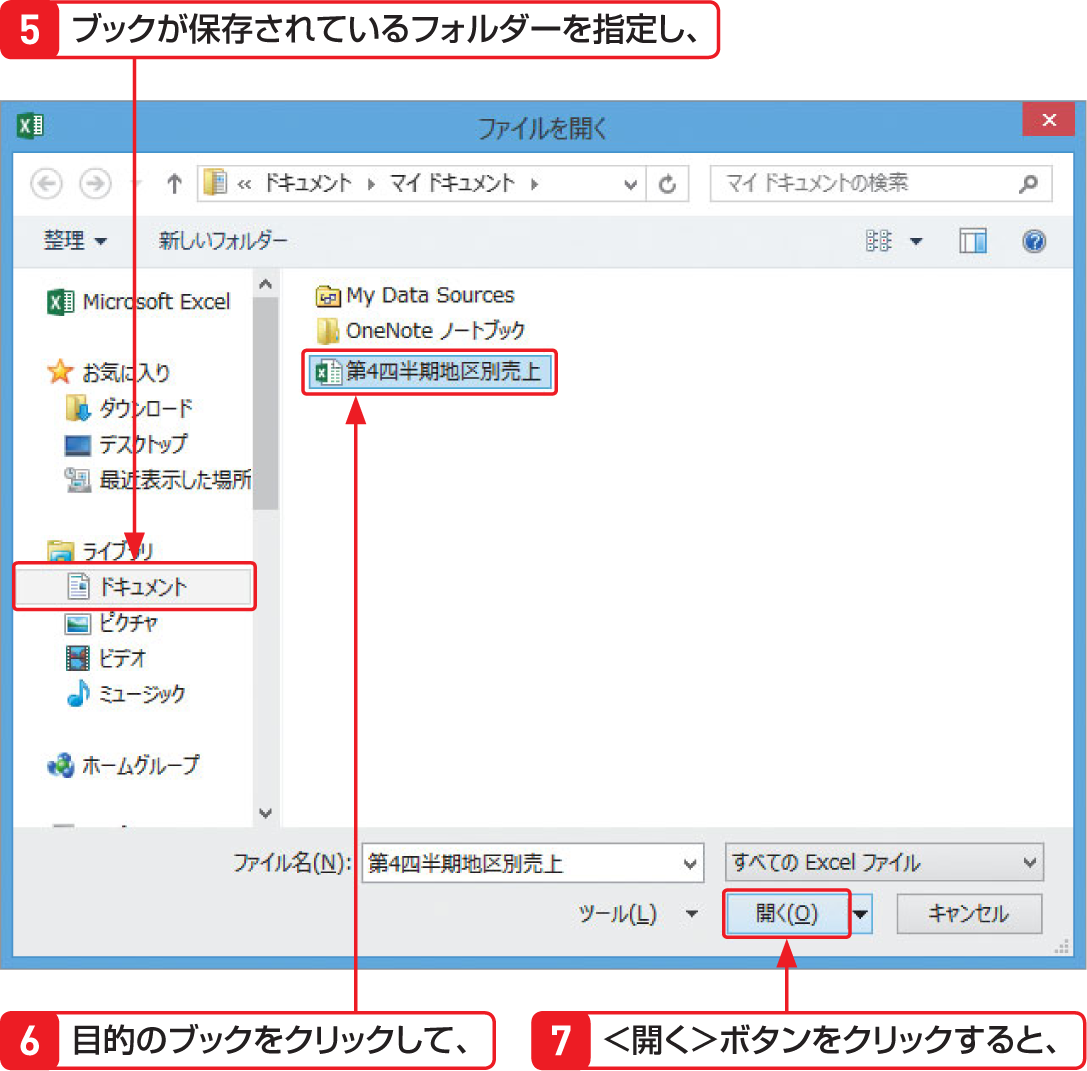 5 ブックが保存されているフォルダーを指定し、
ファイルを開く
« ドキュメント ▸ マイ ドキュメント ▸
マイ ドキュメントの検索
整理 ▼ 新しいフォルダー
Microsoft Excel
お気に入り
ダウンロード
デスクトップ
最近表示した場所
ライブラリ
ドキュメント
ピクチャ
ビデオ
ミュージック
ホームグループ
My Data Sources
OneNote ノートブック
第4四半期地区別売上
ファイル名(N): 第4四半期地区別売上
すべての Excel ファイル
ツール(L) ▼ 開く(O) キャンセル
6 目的のブックをクリックして、
7 <開く>ボタンをクリックすると、